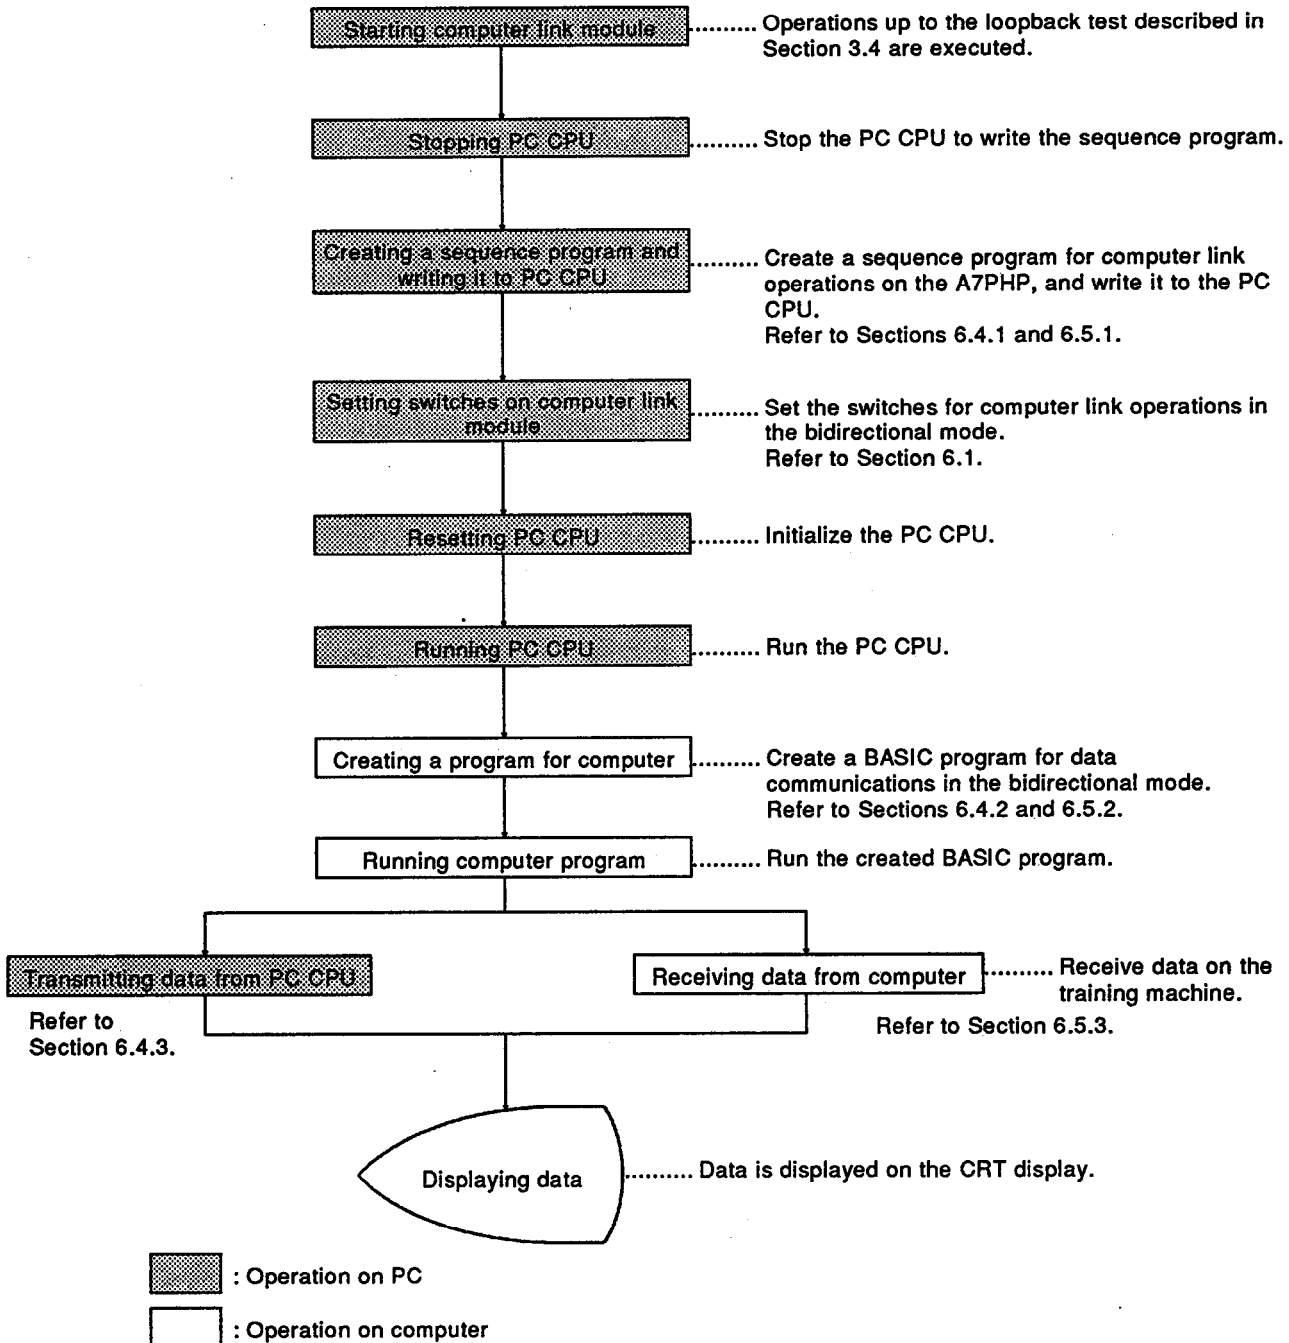 Starting computer link module
.......... Operations up to the loopback test described in
Section 3.4 are executed.
Stopping PC CPU
.......... Stop the PC CPU to write the sequence program.
Creating a sequence program and
writing it to PC CPU
.......... Create a sequence program for computer link
operations on the A7PHP, and write it to the PC
CPU.
Refer to Sections 6.4.1 and 6.5.1.
Setting switches on computer link
module
.......... Set the switches for computer link operations in
the bidirectional mode.
Refer to Section 6.1.
Resetting PC CPU
.......... Initialize the PC CPU.
Running PC CPU
.......... Run the PC CPU.
Creating a program for computer
.......... Create a BASIC program for data
communications in the bidirectional mode.
Refer to Sections 6.4.2 and 6.5.2.
Running computer program
.......... Run the created BASIC program.
Transmitting data from PC CPU
Refer to
Section 6.4.3.
Receiving data from computer
.......... Receive data on the
training machine.
Refer to Section 6.5.3.
Displaying data
.......... Data is displayed on the CRT display.
: Operation on PC
: Operation on computer